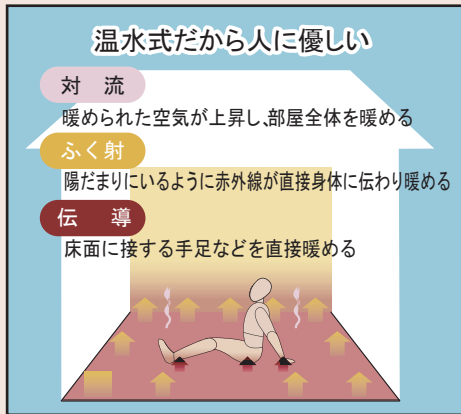 温水式だから人に優しい
対流
暖められた空気が上昇し、部屋全体を暖める
ふく射
陽だまりにいるように赤外線が直接身体に伝わり暖める
伝導
床面に接する手足などを直接暖める